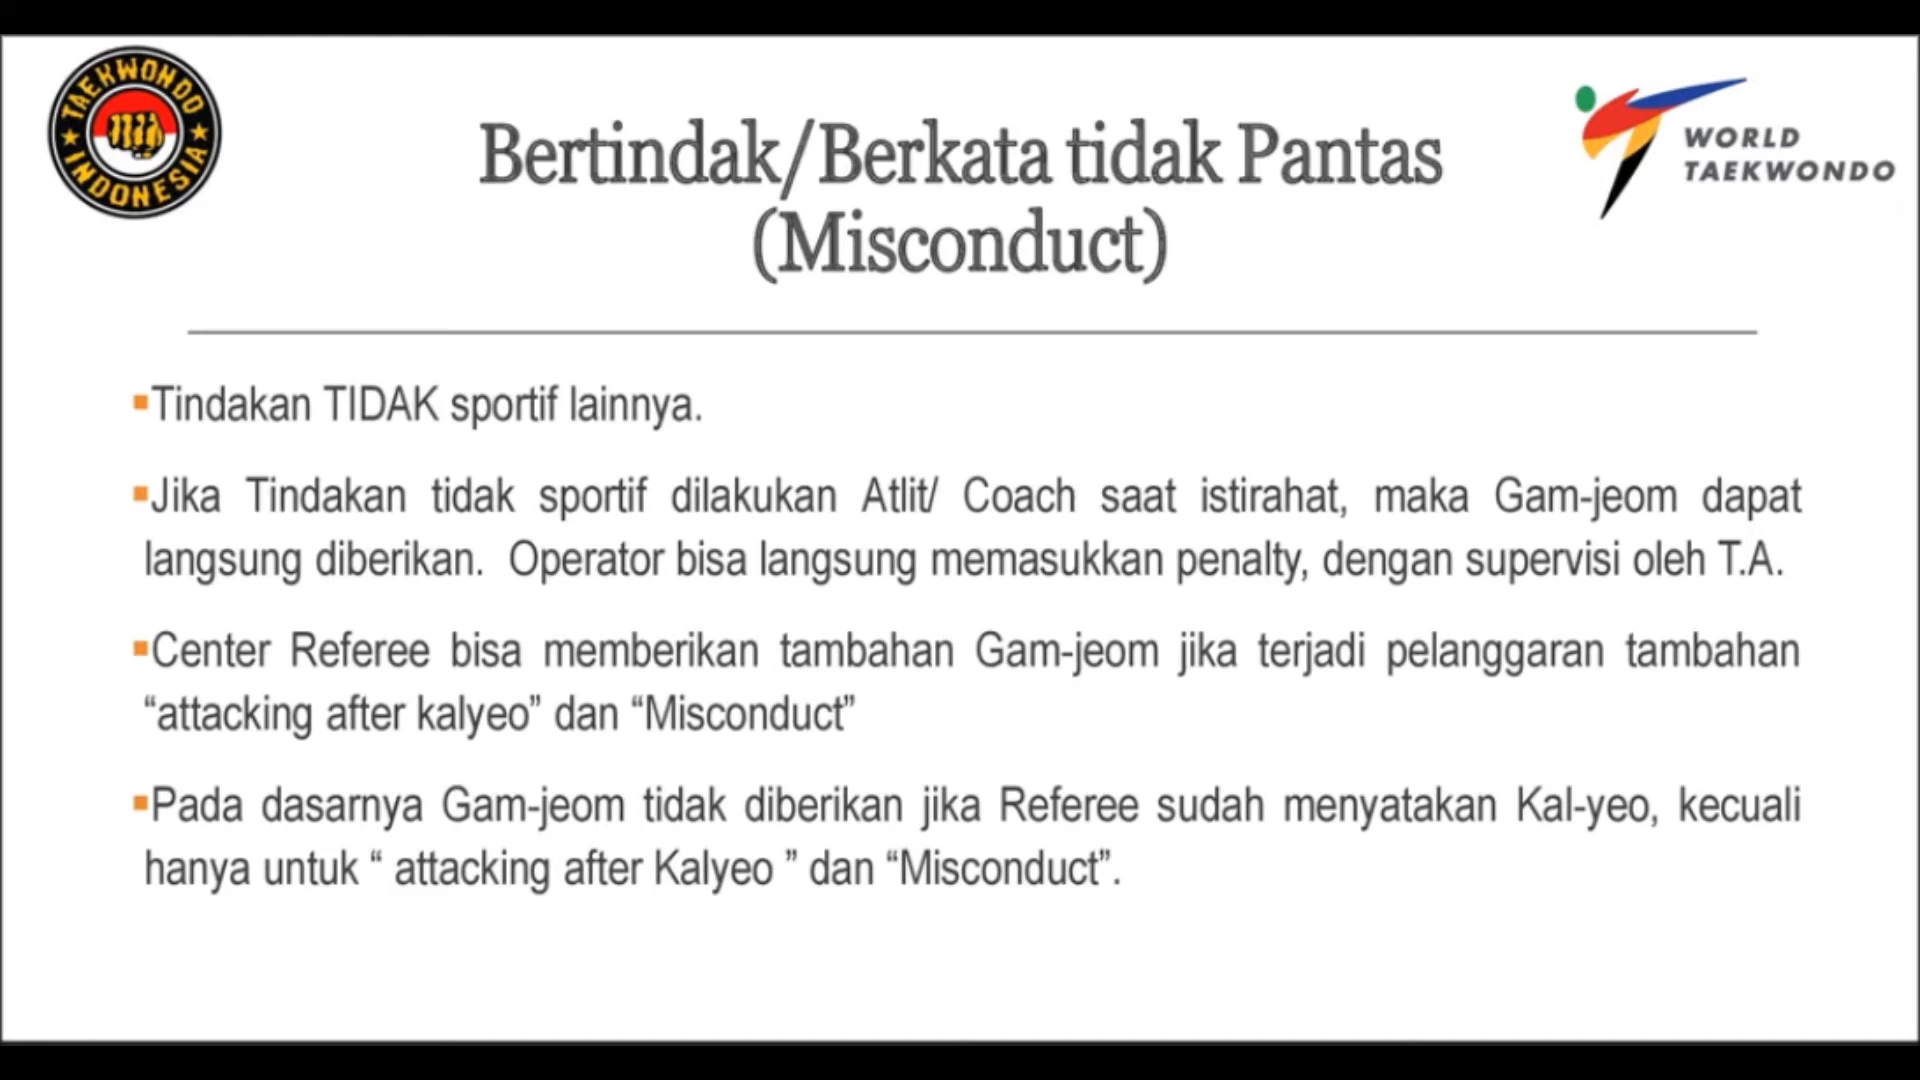 TAEKWONDO
INDONESIA
WORLD
TAEKWONDO
Bertindak/Berkata tidak Pantas
(Misconduct)
▪Tindakan TIDAK sportif lainnya.
▪Jika Tindakan tidak sportif dilakukan Atlit/ Coach saat istirahat, maka Gam-jeom dapat
langsung diberikan. Operator bisa langsung memasukkan penalty, dengan supervisi oleh T.A.
▪Center Referee bisa memberikan tambahan Gam-jeom jika terjadi pelanggaran tambahan
“attacking after kalyeo” dan “Misconduct”
▪Pada dasarnya Gam-jeom tidak diberikan jika Referee sudah menyatakan Kal-yeo, kecuali
hanya untuk “ attacking after Kalyeo ” dan “Misconduct”.